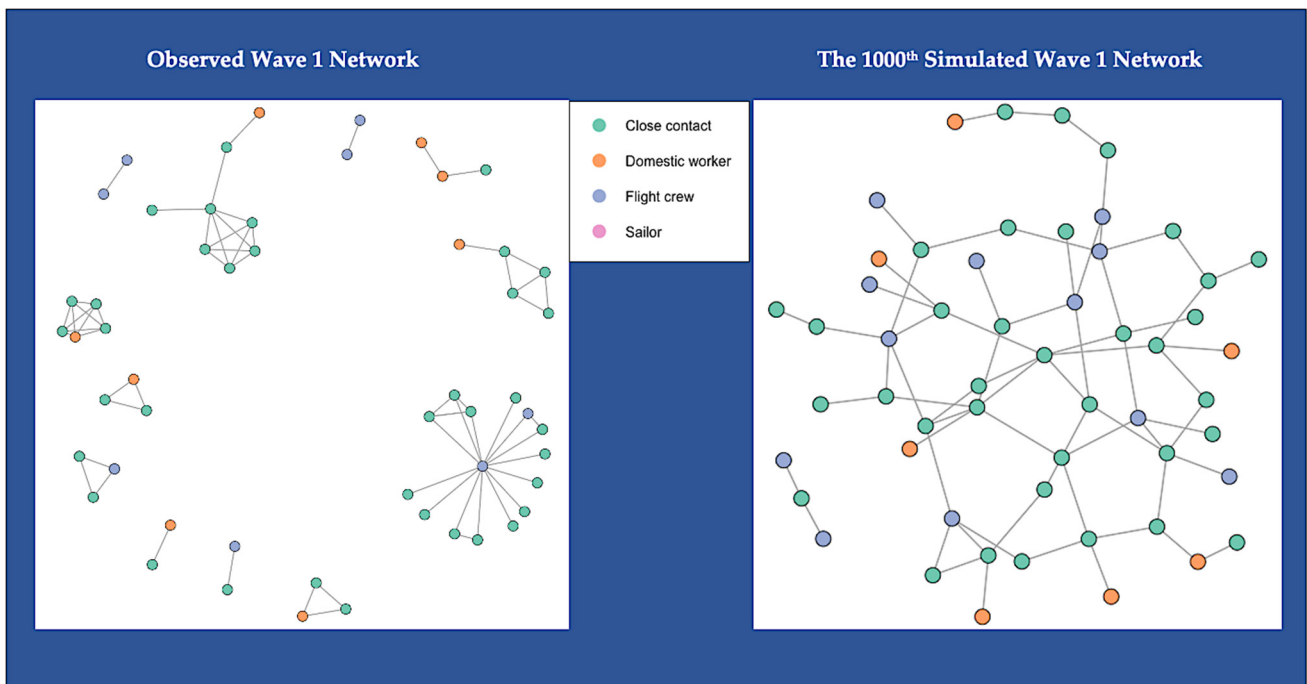 Observed Wave 1 Network
The 1000th Simulated Wave 1 Network
Close contact
Domestic worker
Flight crew
Sailor